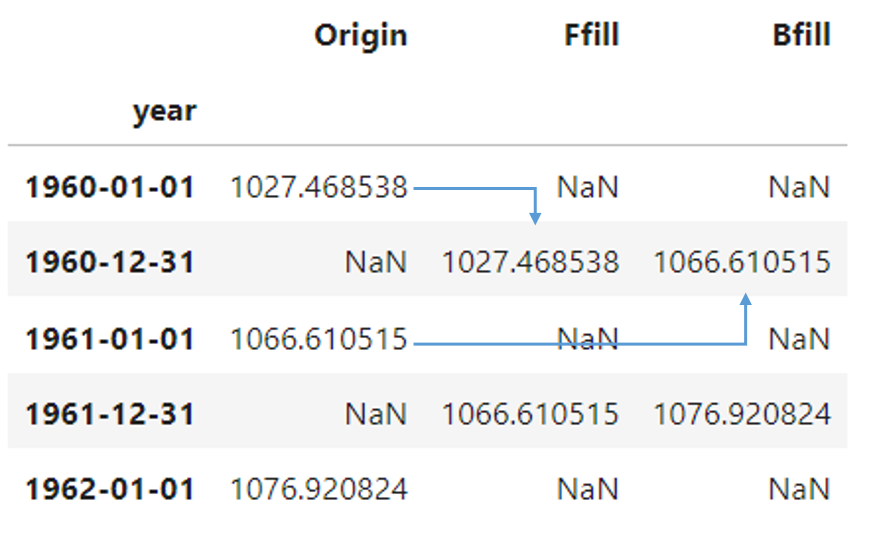 Origin Ffill Bfill
year
1960-01-01 1027.468538 NaN NaN
1960-12-31 NaN 1027.468538 1066.610515
1961-01-01 1066.610515 NaN NaN
1961-12-31 NaN 1066.610515 1076.920824
1962-01-01 1076.920824 NaN NaN